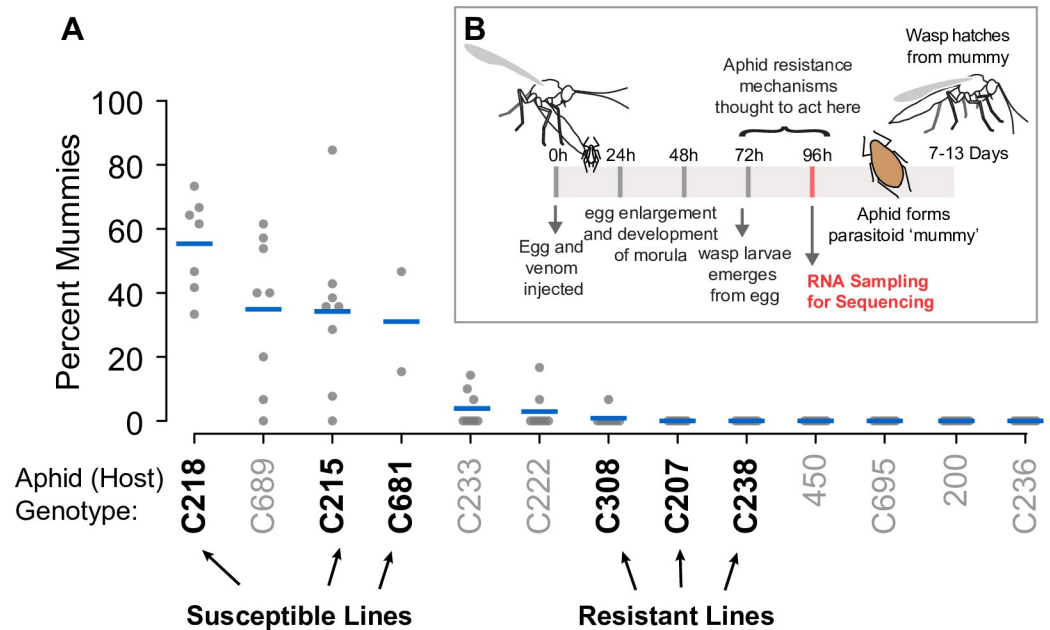 A
Percent Mummies
100
80
60
40
20
0
Aphid (Host)
Genotype:
C218
C689
C215
C681
C233
C222
C308
C207
C238
450
C695
200
C236
Susceptible Lines
Resistant Lines
B
Wasp hatches
from mummy
Aphid resistance
mechanisms
thought to act here
0h
24h
48h
72h
96h
7-13 Days
Egg and
venom
injected
egg enlargement
and development
of morula
wasp larvae
emerges
from egg
Aphid forms
parasitoid ‘mummy’
RNA Sampling
for Sequencing